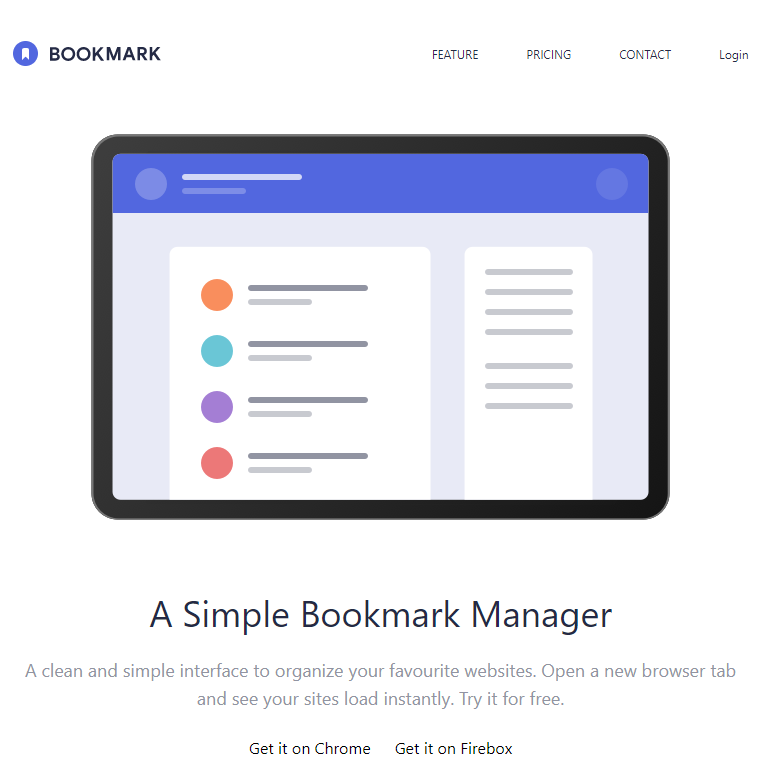 BOOKMARK
FEATURE PRICING CONTACT Login
A Simple Bookmark Manager
A clean and simple interface to organize your favourite websites. Open a new browser tab
and see your sites load instantly. Try it for free.
Get it on Chrome Get it on Firebox